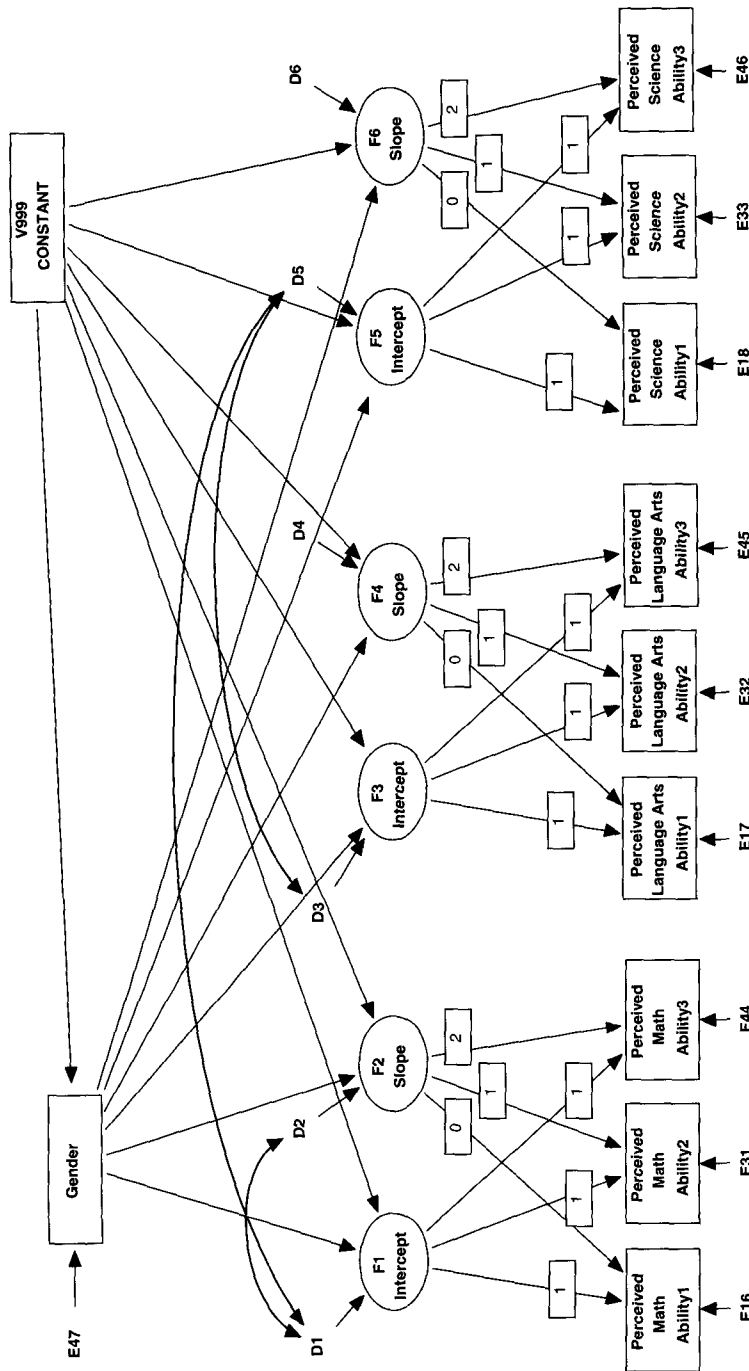 E47
Gender
V999
CONSTANT
D1
D2
D3
D4
D5
D6
F1
Intercept
F2
Slope
F3
Intercept
F4
Slope
F5
Intercept
F6
Slope
1
1
1
0
1
2
1
1
1
0
1
2
1
1
1
0
1
2
Perceived
Math
Ability1
Perceived
Math
Ability2
Perceived
Math
Ability3
Perceived
Language Arts
Ability1
Perceived
Language Arts
Ability2
Perceived
Language Arts
Ability3
Perceived
Science
Ability1
Perceived
Science
Ability2
Perceived
Science
Ability3
E16
E31
E44
E17
E32
E45
E18
E33
E46